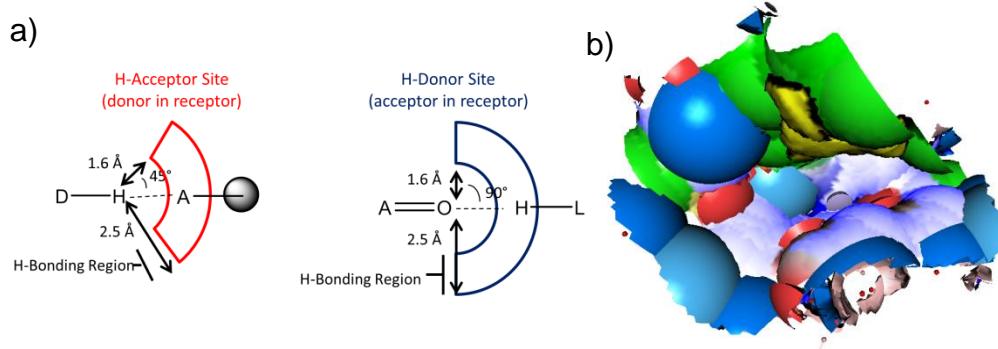 a)
H-Acceptor Site
(donor in receptor)
1.6 Å
45°
D
H
A
2.5 Å
H-Bonding Region
H-Donor Site
(acceptor in receptor)
1.6 Å
90°
A
O
H
L
2.5 Å
H-Bonding Region
b)